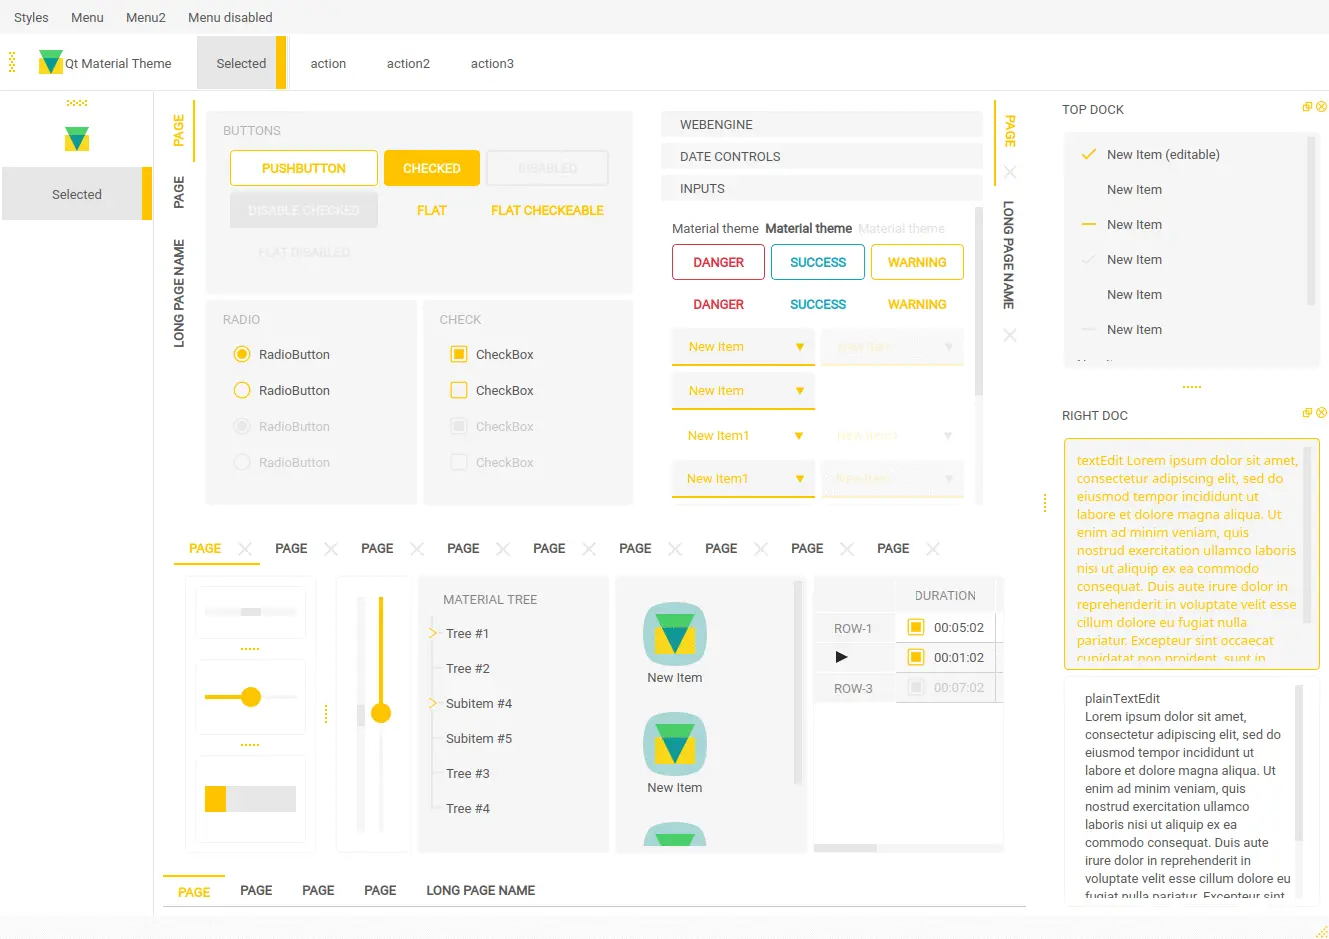 Styles Menu Menu2 Menu disabled
Qt Material Theme Selected action action2 action3
Selected
PAGE
PAGE
LONG PAGE NAME
BUTTONS
PUSHBUTTON CHECKED DISABLED
DISABLE CHECKED FLAT FLAT CHECKEABLE
FLAT DISABLED
RADIO
RadioButton
RadioButton
RadioButton
RadioButton
CHECK
CheckBox
CheckBox
CheckBox
CheckBox
WEBENGINE
DATE CONTROLS
INPUTS
Material theme Material theme Material theme
DANGER SUCCESS WARNING
DANGER SUCCESS WARNING
New Item New Item
New Item
New Item1 New Item1
New Item1 New Item1
PAGE
LONG PAGE NAME
PAGE PAGE PAGE PAGE PAGE PAGE PAGE PAGE PAGE
MATERIAL TREE
Tree #1
Tree #2
Subitem #4
Subitem #5
Tree #3
Tree #4
New Item
New Item
DURATION
ROW-1 00:05:02
00:01:02
ROW-3 00:07:02
PAGE PAGE PAGE PAGE LONG PAGE NAME
TOP DOCK
New Item (editable)
New Item
New Item
New Item
New Item
New Item
RIGHT DOC
textEdit Lorem ipsum dolor sit amet,
consectetur adipiscing elit, sed do
eiusmod tempor incididunt ut
labore et dolore magna aliqua. Ut
enim ad minim veniam, quis
nostrud exercitation ullamco laboris
nisi ut aliquip ex ea commodo
consequat. Duis aute irure dolor in
reprehenderit in voluptate velit esse
cillum dolore eu fugiat nulla
pariatur. Excepteur sint occaecat
cupidatat non proident, sunt in
plainTextEdit
Lorem ipsum dolor sit amet,
consectetur adipiscing elit, sed do
eiusmod tempor incididunt ut
labore et dolore magna aliqua. Ut
enim ad minim veniam, quis
nostrud exercitation ullamco
laboris nisi ut aliquip ex ea
commodo consequat. Duis aute
irure dolor in reprehenderit in
voluptate velit esse cillum dolore eu
fugiat nulla pariatur. Excepteur sint